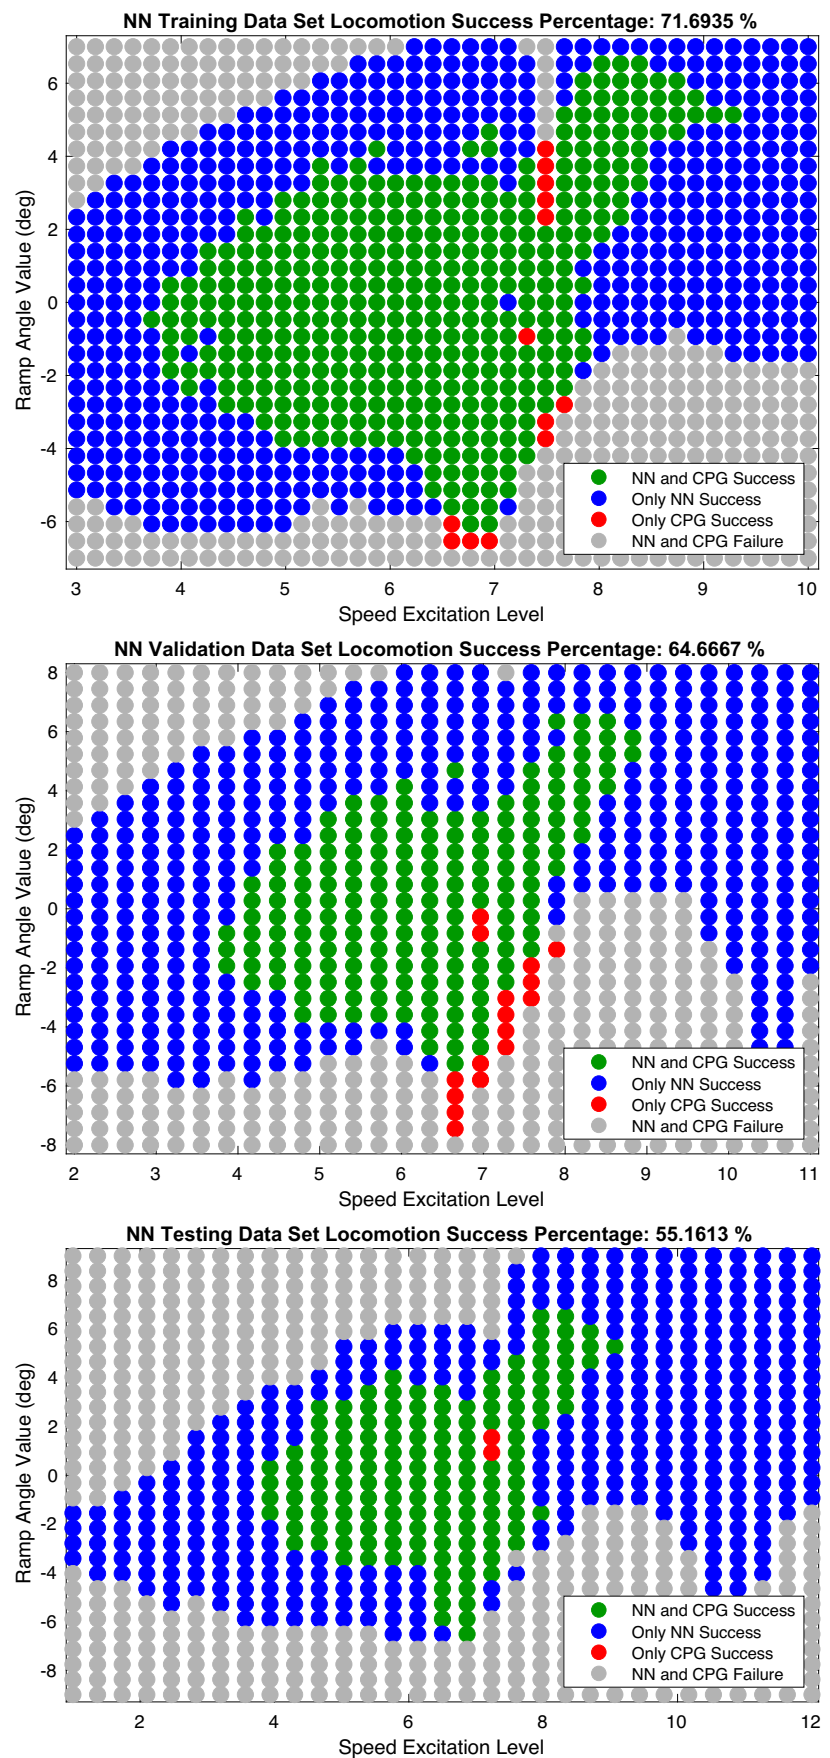 NN Training Data Set Locomotion Success Percentage: 71.6935 %
Ramp Angle Value (deg)
6
4
2
0
-2
-4
-6
NN and CPG Success
Only NN Success
Only CPG Success
NN and CPG Failure
3 4 5 6 7 8 9 10
Speed Excitation Level
NN Validation Data Set Locomotion Success Percentage: 64.6667 %
Ramp Angle Value (deg)
8
6
4
2
0
-2
-4
-6
-8
NN and CPG Success
Only NN Success
Only CPG Success
NN and CPG Failure
2 3 4 5 6 7 8 9 10 11
Speed Excitation Level
NN Testing Data Set Locomotion Success Percentage: 55.1613 %
Ramp Angle Value (deg)
8
6
4
2
0
-2
-4
-6
-8
NN and CPG Success
Only NN Success
Only CPG Success
NN and CPG Failure
2 4 6 8 10 12
Speed Excitation Level